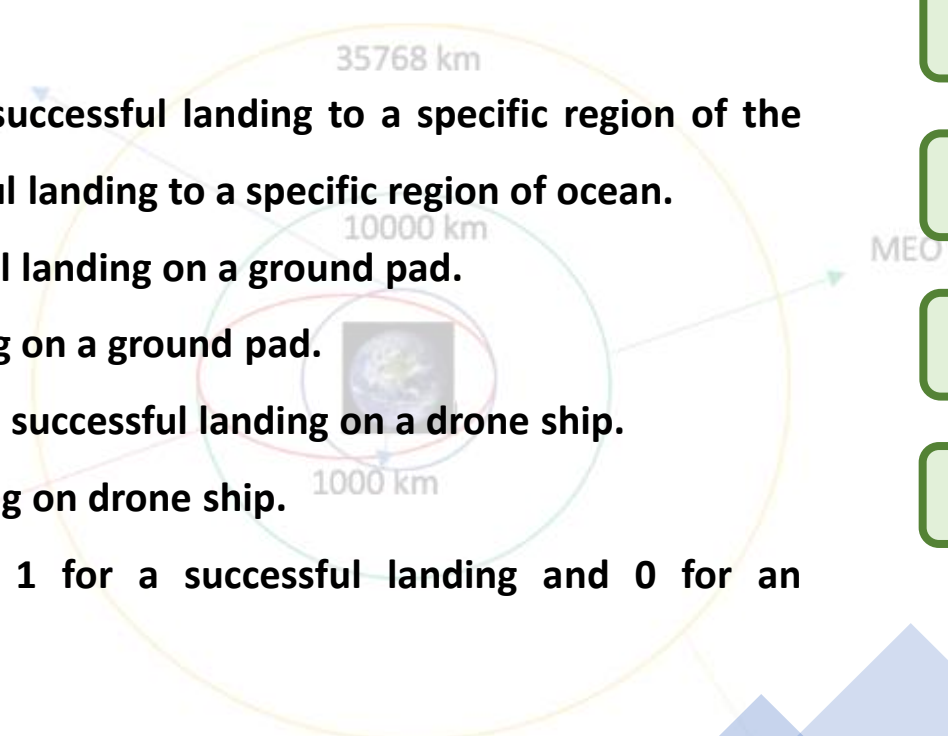 35768 km
successful landing to a specific region of the
landing to a specific region of ocean.
10000 km
MEO
landing on a ground pad.
on a ground pad.
successful landing on a drone ship.
1000 km
on drone ship.
1 for a successful landing and 0 for an